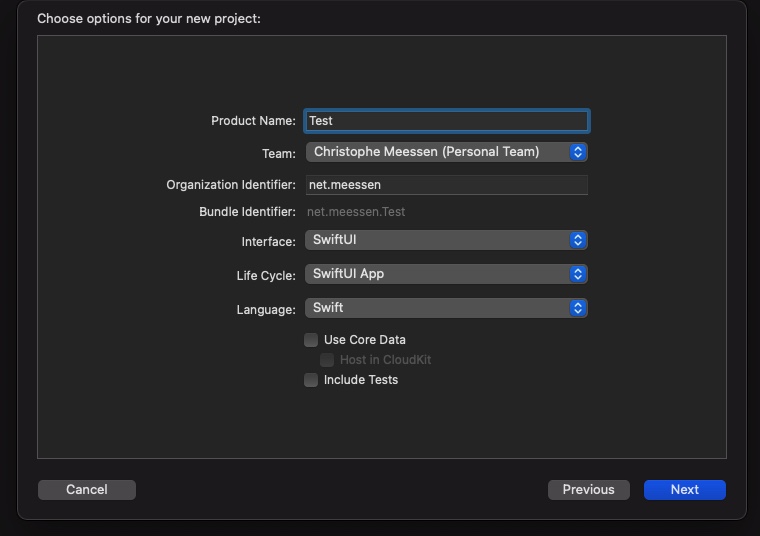 Choose options for your new project:
Product Name: Test
Team: Christophe Meessen (Personal Team)
Organization Identifier: net.meessen
Bundle Identifier: net.meessen.Test
Interface: SwiftUI
Life Cycle: SwiftUI App
Language: Swift
Use Core Data
Host in CloudKit
Include Tests
Cancel Previous Next